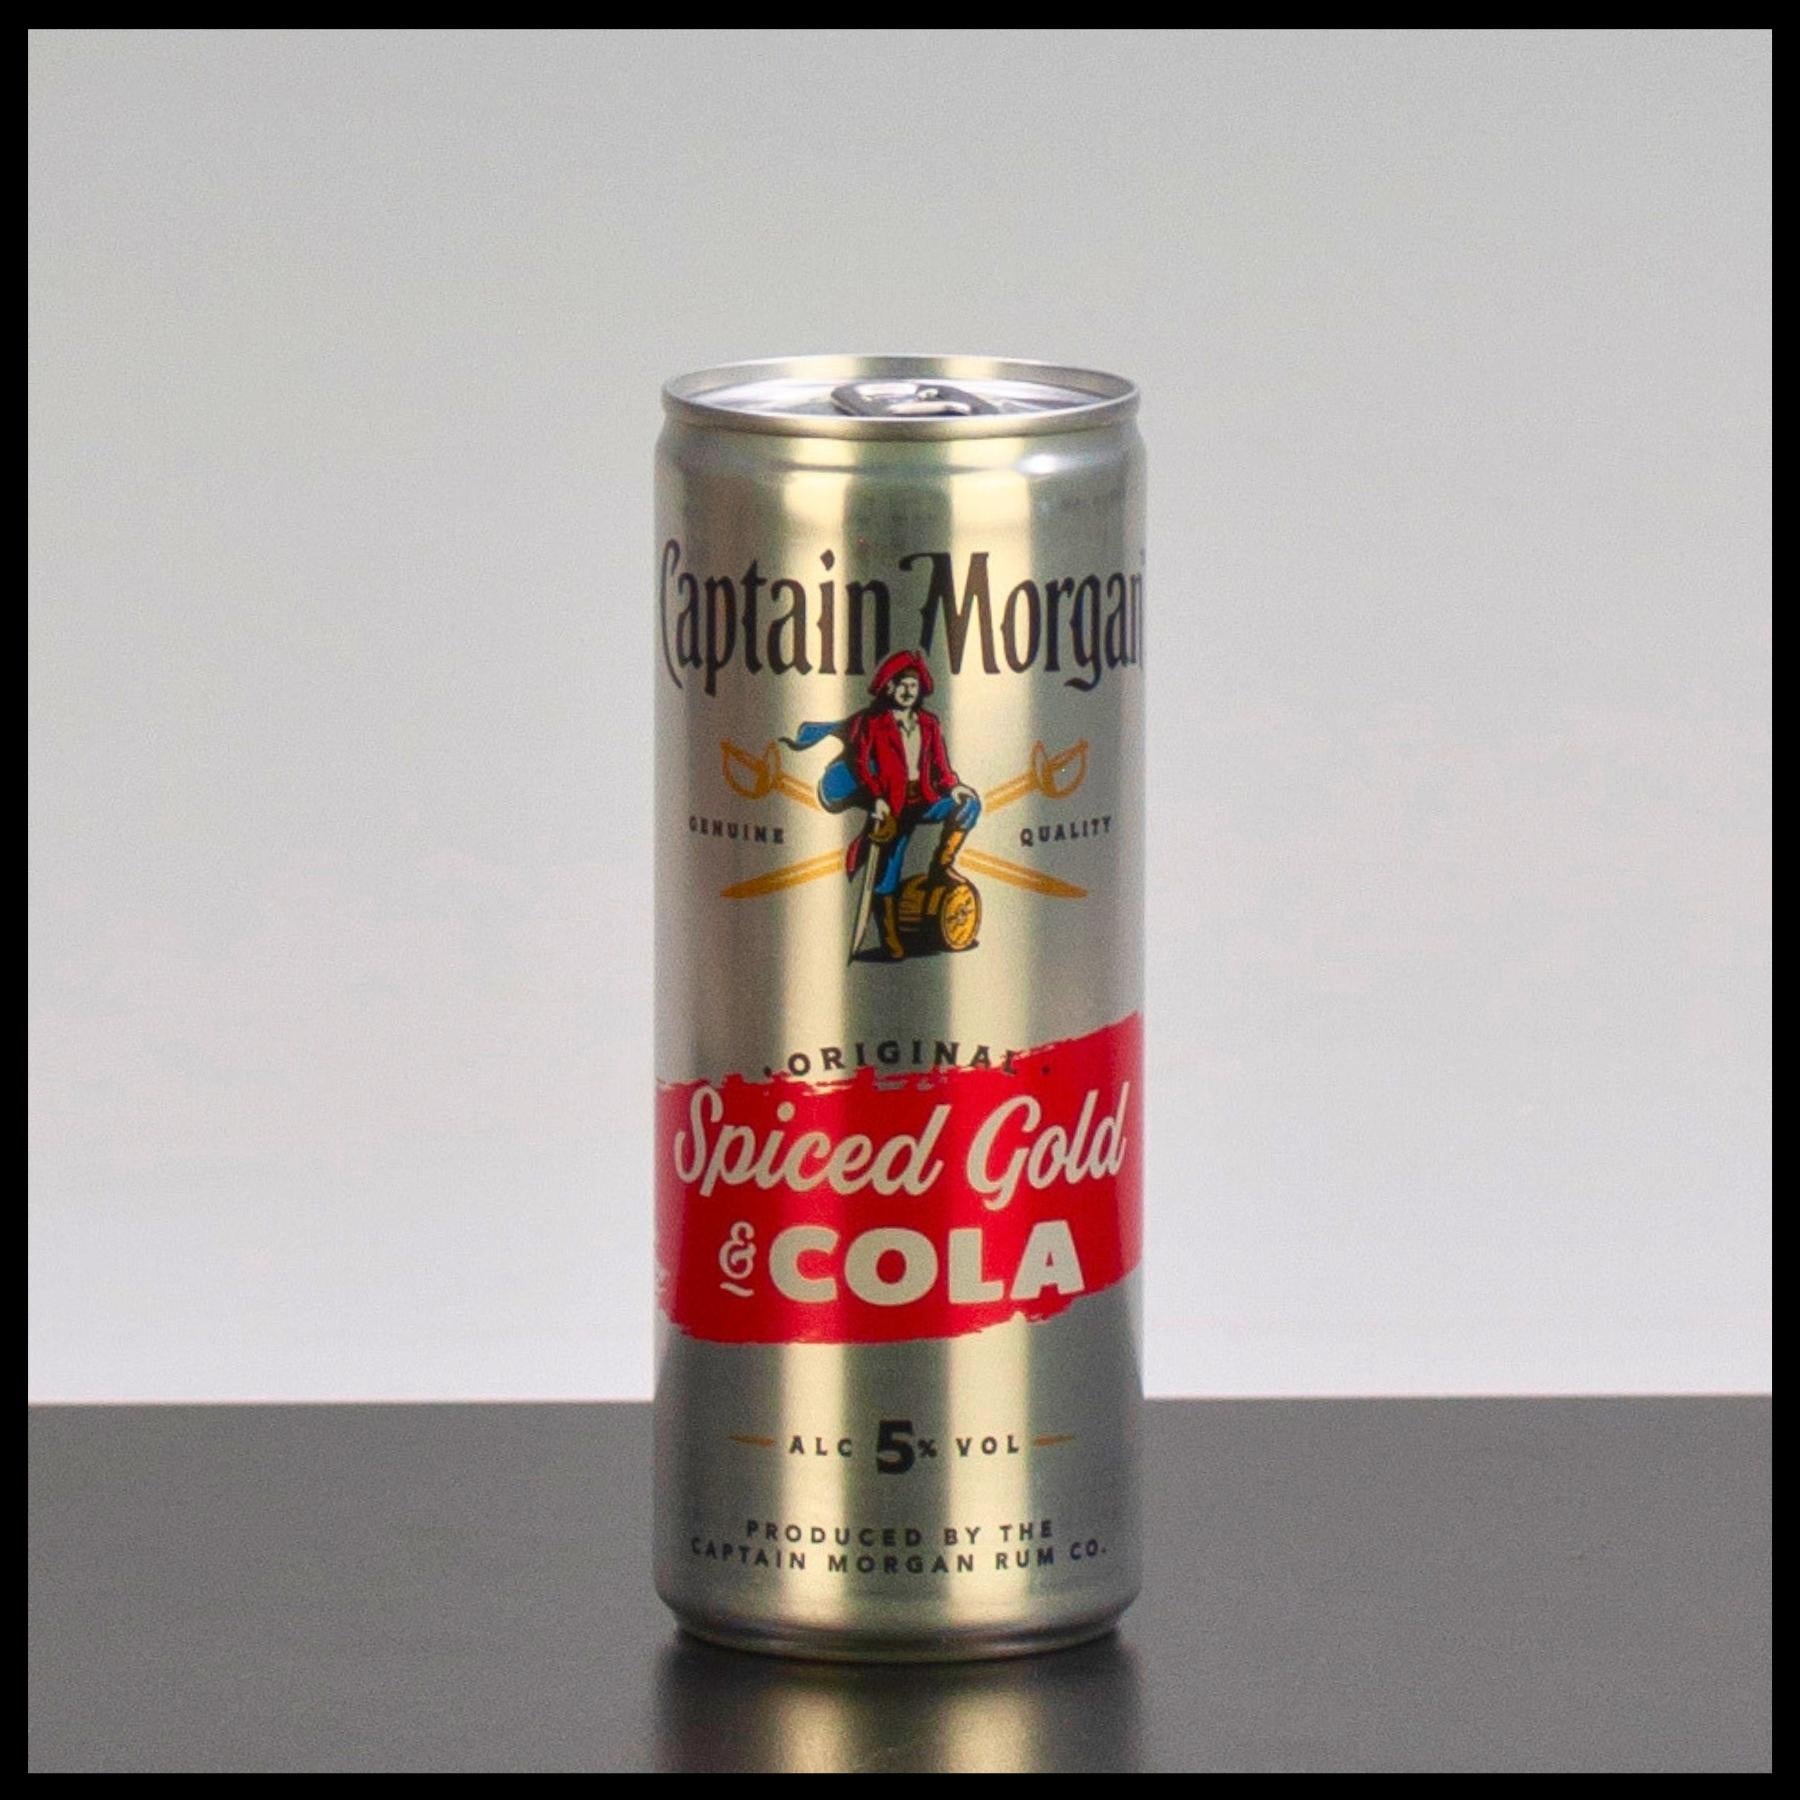 Captain Morgan
GENUINE QUALITY
ORIGINAL
Spiced Gold
& COLA
ALC 5% VOL
PRODUCED BY THE
CAPTAIN MORGAN RUM CO.